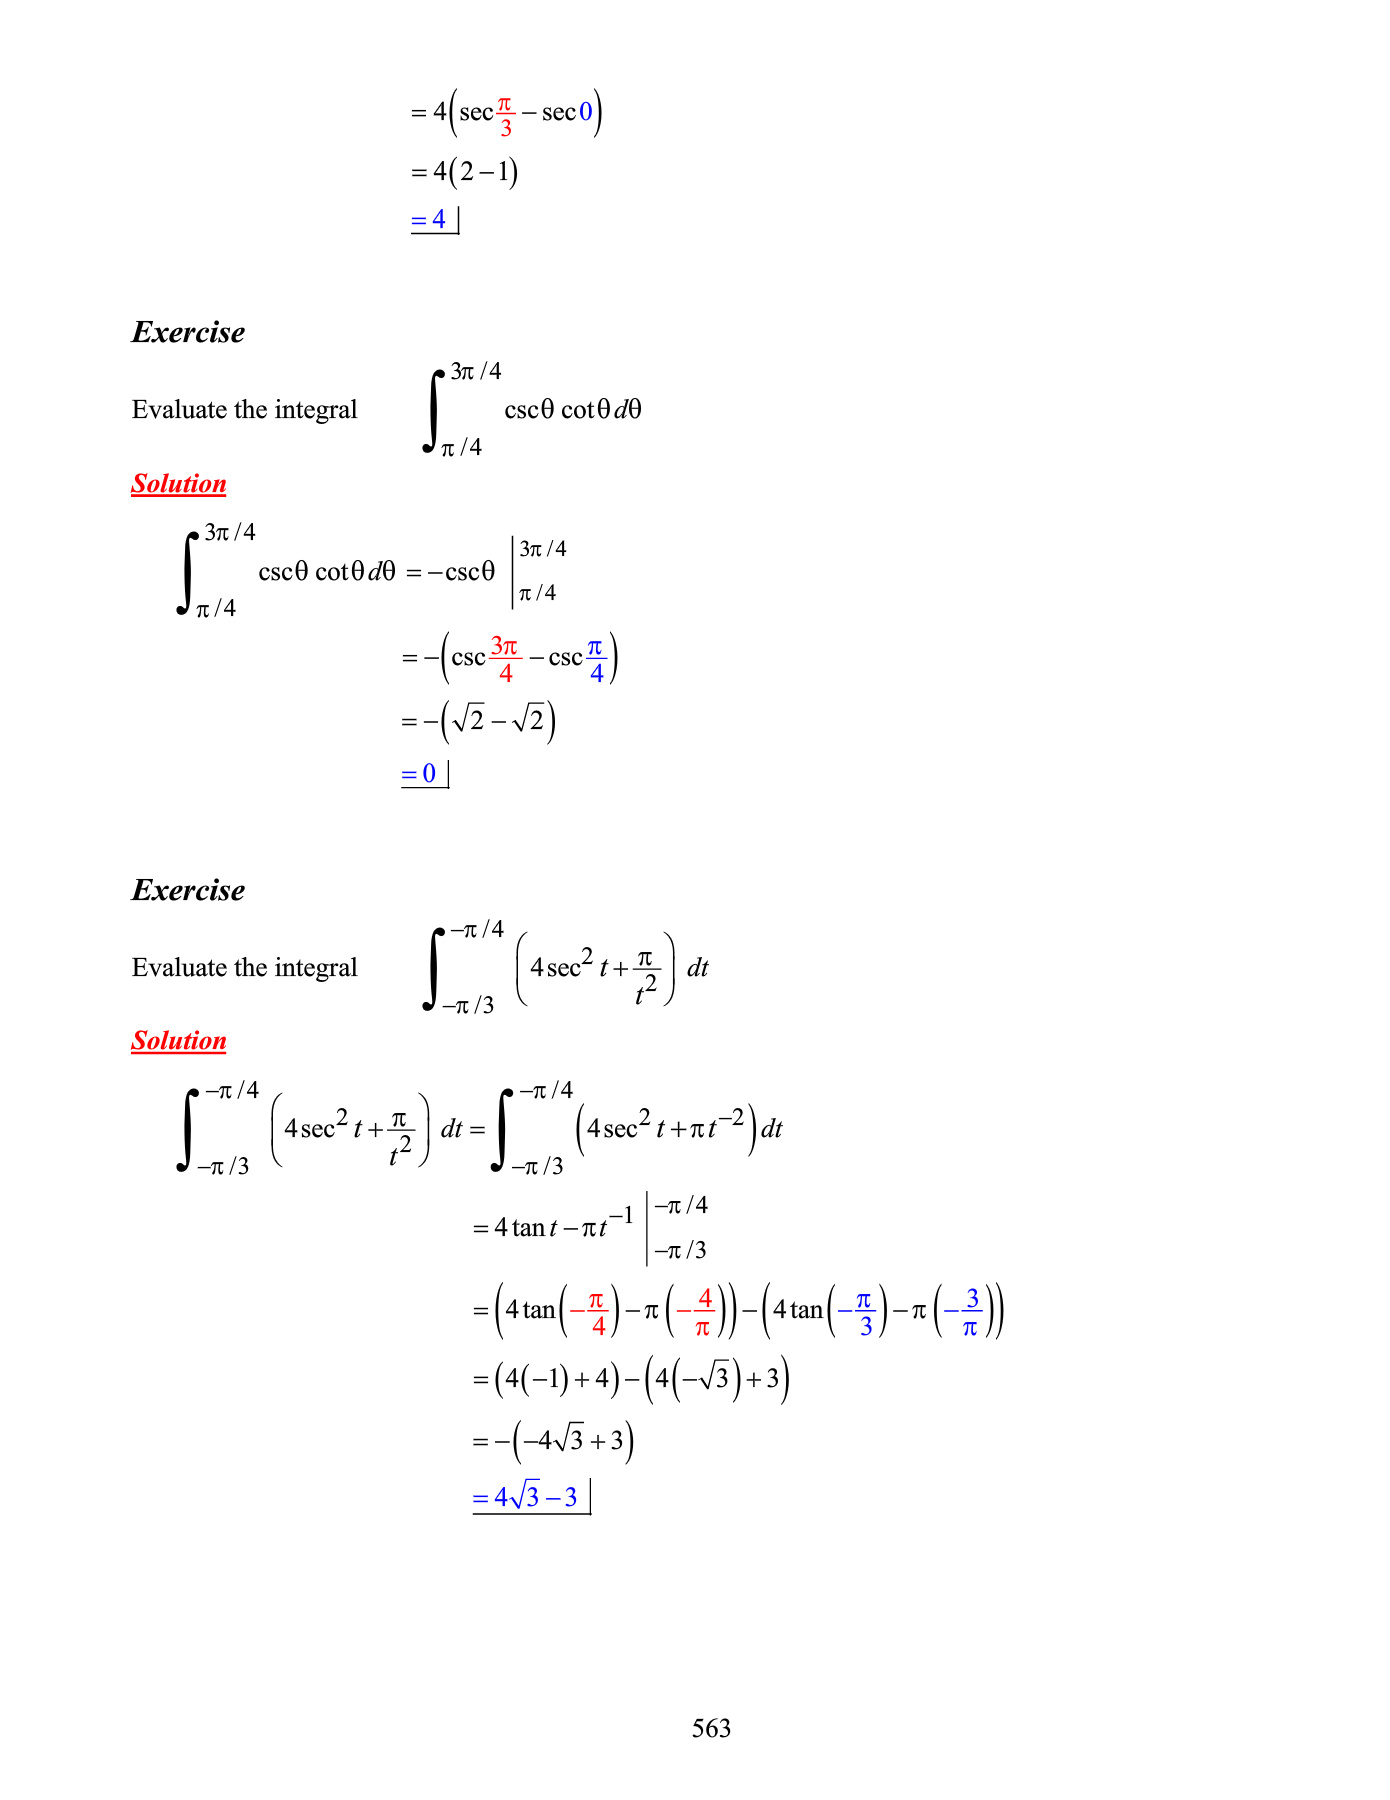 = 4(sec π/3 − sec 0)
= 4(2 − 1)
= 4
Exercise
Evaluate the integral ∫_{π/4}^{3π/4} cscθ cotθ dθ
Solution
∫_{π/4}^{3π/4} cscθ cotθ dθ = −cscθ |_{π/4}^{3π/4}
= −(csc 3π/4 − csc π/4)
= −(√2 − √2)
= 0
Exercise
Evaluate the integral ∫_{−π/3}^{−π/4} (4sec² t + π/t²) dt
Solution
∫_{−π/3}^{−π/4} (4sec² t + π/t²) dt = ∫_{−π/3}^{−π/4} (4sec² t + πt⁻²) dt
= 4 tan t − πt⁻¹ |_{−π/3}^{−π/4}
= (4 tan(−π/4) − π(−4/π)) − (4 tan(−π/3) − π(−3/π))
= (4(−1) + 4) − (4(−√3) + 3)
= −(−4√3 + 3)
= 4√3 − 3
563